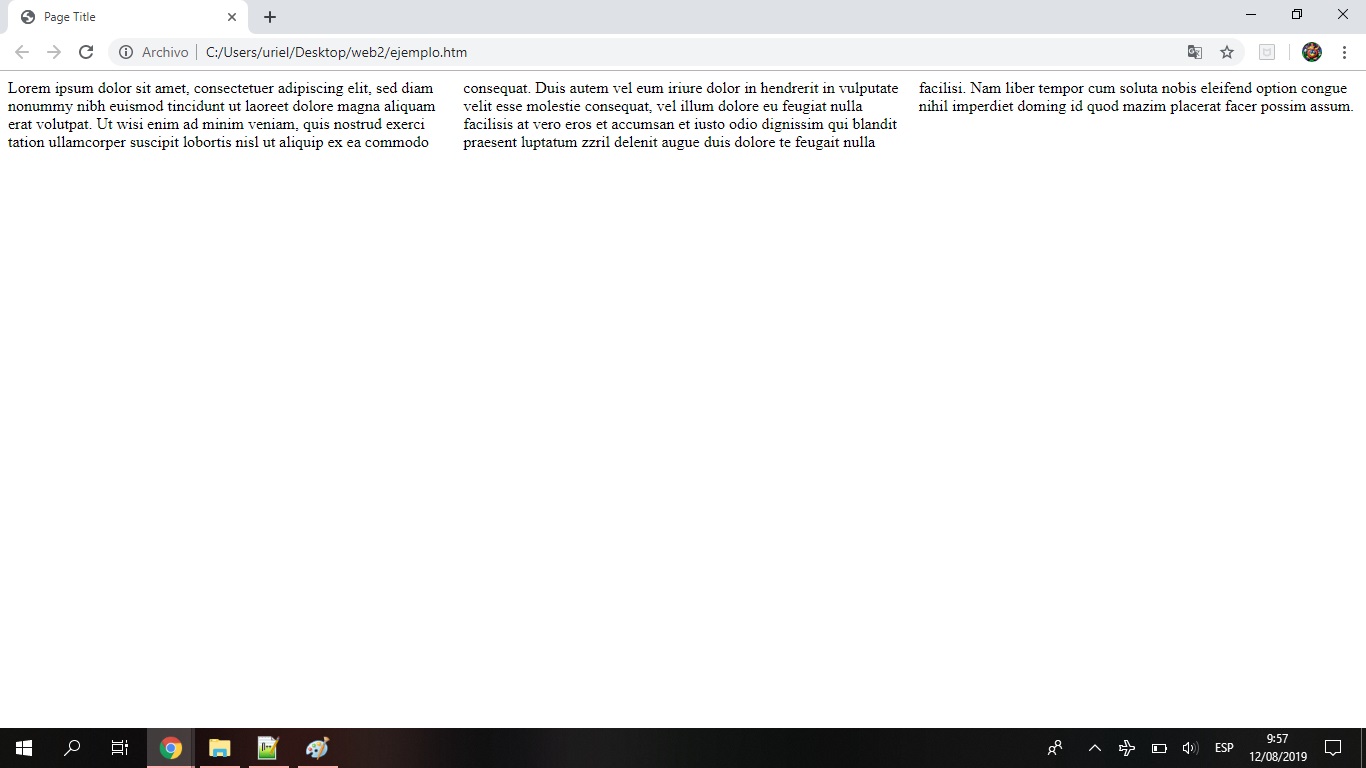 Page Title
Archivo
C:/Users/uriel/Desktop/web2/ejemplo.htm
Lorem ipsum dolor sit amet, consectetuer adipiscing elit, sed diam
nonummy nibh euismod tincidunt ut laoreet dolore magna aliquam
erat volutpat. Ut wisi enim ad minim veniam, quis nostrud exerci
tation ullamcorper suscipit lobortis nisl ut aliquip ex ea commodo
consequat. Duis autem vel eum iriure dolor in hendrerit in vulputate
velit esse molestie consequat, vel illum dolore eu feugiat nulla
facilisis at vero eros et accumsan et iusto odio dignissim qui blandit
praesent luptatum zzril delenit augue duis dolore te feugait nulla
facilisi. Nam liber tempor cum soluta nobis eleifend option congue
nihil imperdiet doming id quod mazim placerat facer possim assum.
ESP
9:57
12/08/2019